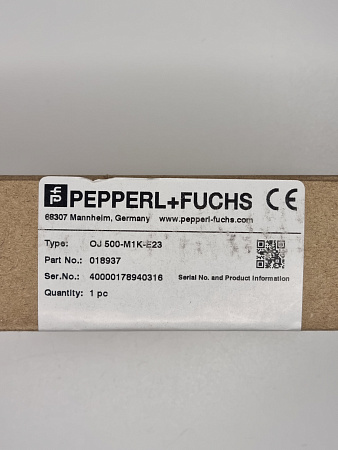 PEPPERL+FUCHS CE
68307 Mannheim, Germany www.pepperl-fuchs.com
Type: OJ 500-M1K-E23
Part No.: 018937
Ser.No.: 40000178940316 Serial No. and Product Information
Quantity: 1 pc